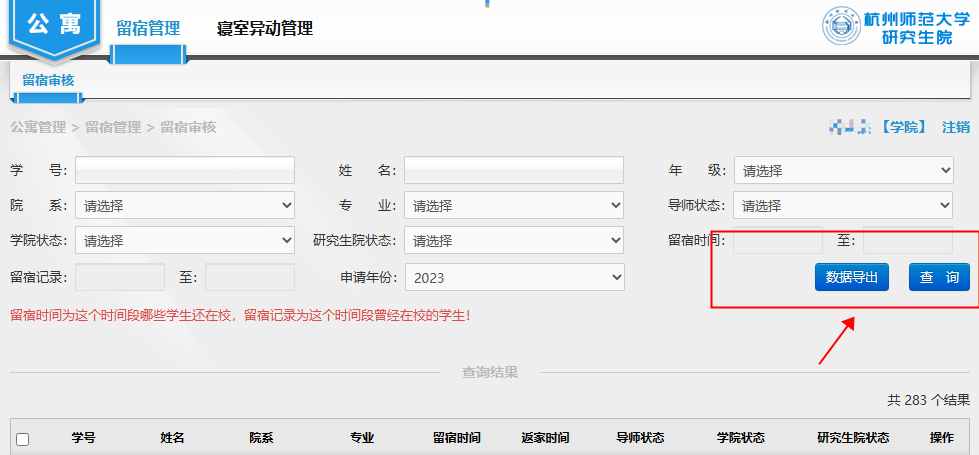 公寓
留宿管理 寝室异动管理
杭州师范大学
研究生院
留宿审核
公寓管理 > 留宿管理 > 留宿审核
【学院】 注销
学 号: 姓 名: 年 级: 请选择
院 系: 请选择 专 业: 请选择 导师状态: 请选择
学院状态: 请选择 研究生院状态: 请选择 留宿时间: 至:
留宿记录: 至: 申请年份: 2023 数据导出 查 询
留宿时间为这个时间段哪些学生还在校，留宿记录为这个时间段曾经在校的学生!
查询结果
共 283 个结果
学号 姓名 院系 专业 留宿时间 返家时间 导师状态 学院状态 研究生院状态 操作